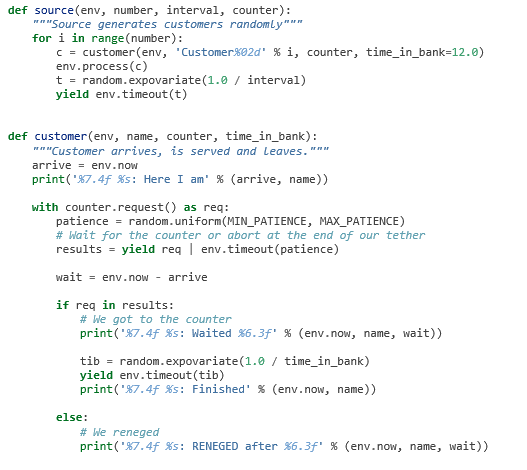 def source(env, number, interval, counter):
    """Source generates customers randomly"""
    for i in range(number):
        c = customer(env, 'Customer%02d' % i, counter, time_in_bank=12.0)
        env.process(c)
        t = random.expovariate(1.0 / interval)
        yield env.timeout(t)

def customer(env, name, counter, time_in_bank):
    """Customer arrives, is served and leaves."""
    arrive = env.now
    print('%7.4f %s: Here I am' % (arrive, name))

    with counter.request() as req:
        patience = random.uniform(MIN_PATIENCE, MAX_PATIENCE)
        # Wait for the counter or abort at the end of our tether
        results = yield req | env.timeout(patience)

        wait = env.now - arrive

        if req in results:
            # We got to the counter
            print('%7.4f %s: Waited %6.3f' % (env.now, name, wait))

            tib = random.expovariate(1.0 / time_in_bank)
            yield env.timeout(tib)
            print('%7.4f %s: Finished' % (env.now, name))

        else:
            # We reneged
            print('%7.4f %s: RENEGED after %6.3f' % (env.now, name, wait))